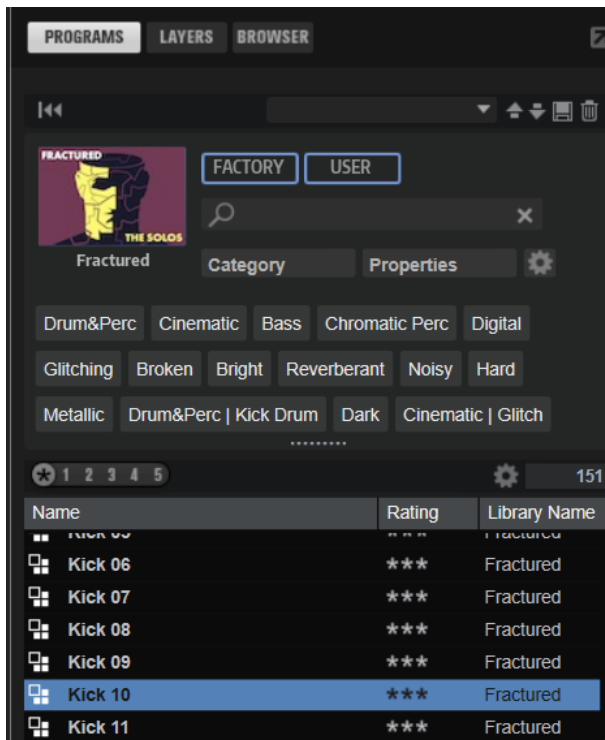 PROGRAMS LAYERS BROWSER
FRACTURED
THE SOLOS
Fractured
FACTORY USER
Category Properties
Drum&Perc Cinematic Bass Chromatic Perc Digital
Glitching Broken Bright Reverberant Noisy Hard
Metallic Drum&Perc | Kick Drum Dark Cinematic | Glitch
1 2 3 4 5 151
Name Rating Library Name
Kick 05 *** Fractured
Kick 06 *** Fractured
Kick 07 *** Fractured
Kick 08 *** Fractured
Kick 09 *** Fractured
Kick 10 *** Fractured
Kick 11 *** Fractured